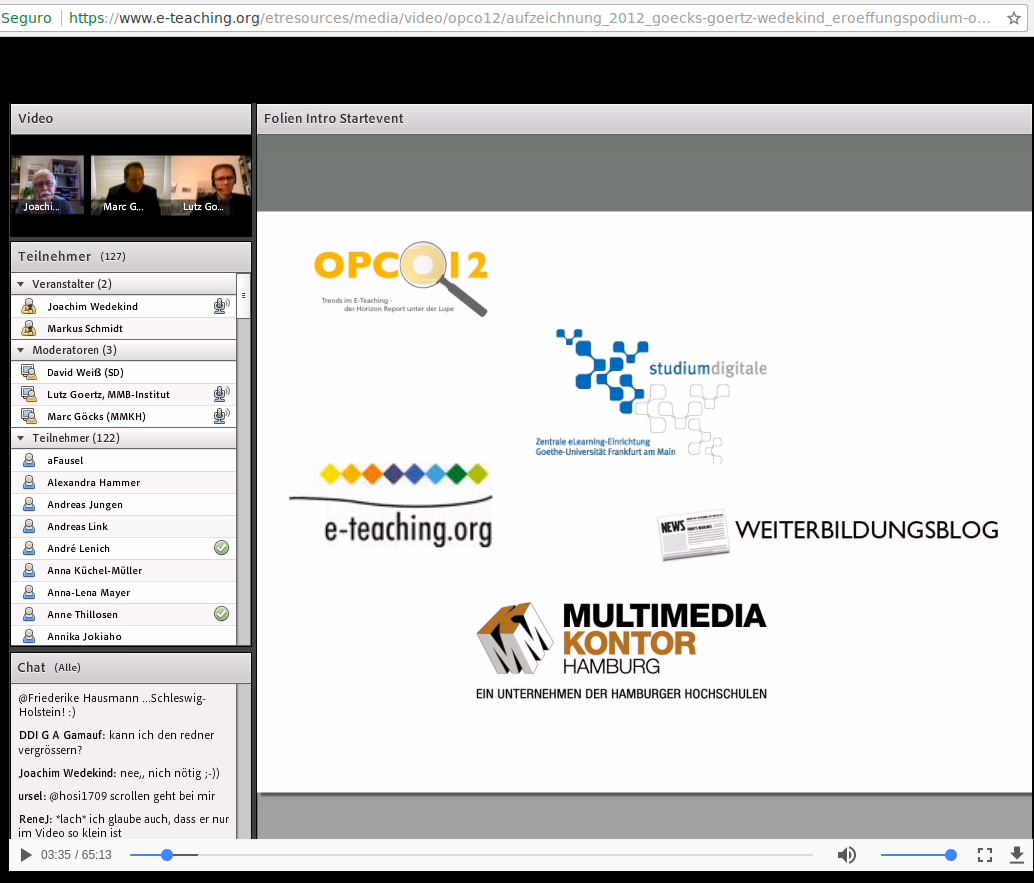 Seguro
https://www.e-teaching.org/etresources/media/video/opco12/aufzeichnung_2012_goecks-goertz-wedekind_eroeffungspodium-o...
Video
Joachi...
Marc G...
Lutz Go...
Teilnehmer (127)
Veranstalter (2)
Joachim Wedekind
Markus Schmidt
Moderatoren (3)
David Weiß (SD)
Lutz Goertz, MMB-Institut
Marc Göcks (MMKH)
Teilnehmer (122)
aFausel
Alexandra Hammer
Andreas Jungen
Andreas Link
André Lenich
Anna Küchel-Müller
Anna-Lena Mayer
Anne Thillosen
Annika Jokiaho
Chat (Alle)
@Friederike Hausmann ...Schleswig-
Holstein! :)
DDI G A Gamauf: kann ich den redner
vergrössern?
Joachim Wedekind: nee,, nich nötig ;-))
ursel: @hosi1709 scrollen geht bei mir
ReneJ: *lach* ich glaube auch, dass er nur
im Video so klein ist
Folien Intro Startevent
OPCO12
Trends im E-Teaching -
der Horizon Report unter der Lupe
studiumdigitale
Zentrale eLearning-Einrichtung
Goethe-Universität Frankfurt am Main
e-teaching.org
NEWS
WEITERBILDUNGSBLOG
MULTIMEDIA
KONTOR
HAMBURG
EIN UNTERNEHMEN DER HAMBURGER HOCHSCHULEN
03:35 / 65:13